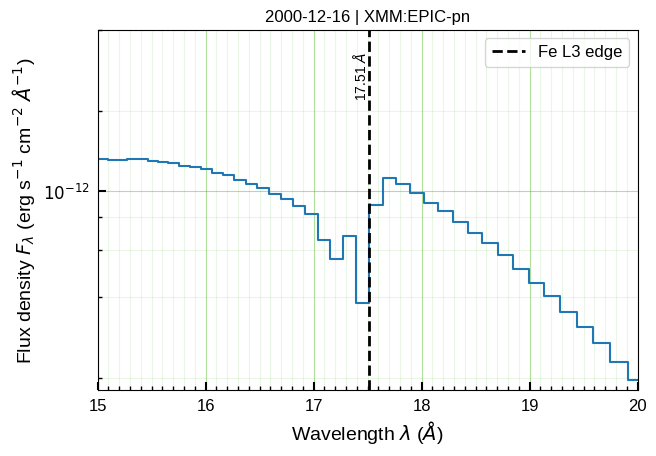 2000-12-16 | XMM:EPIC-pn
Fe L3 edge
17.51 Å
Flux density Fλ (erg s⁻¹ cm⁻² Å⁻¹)
10⁻¹²
15 16 17 18 19 20
Wavelength λ (Å)